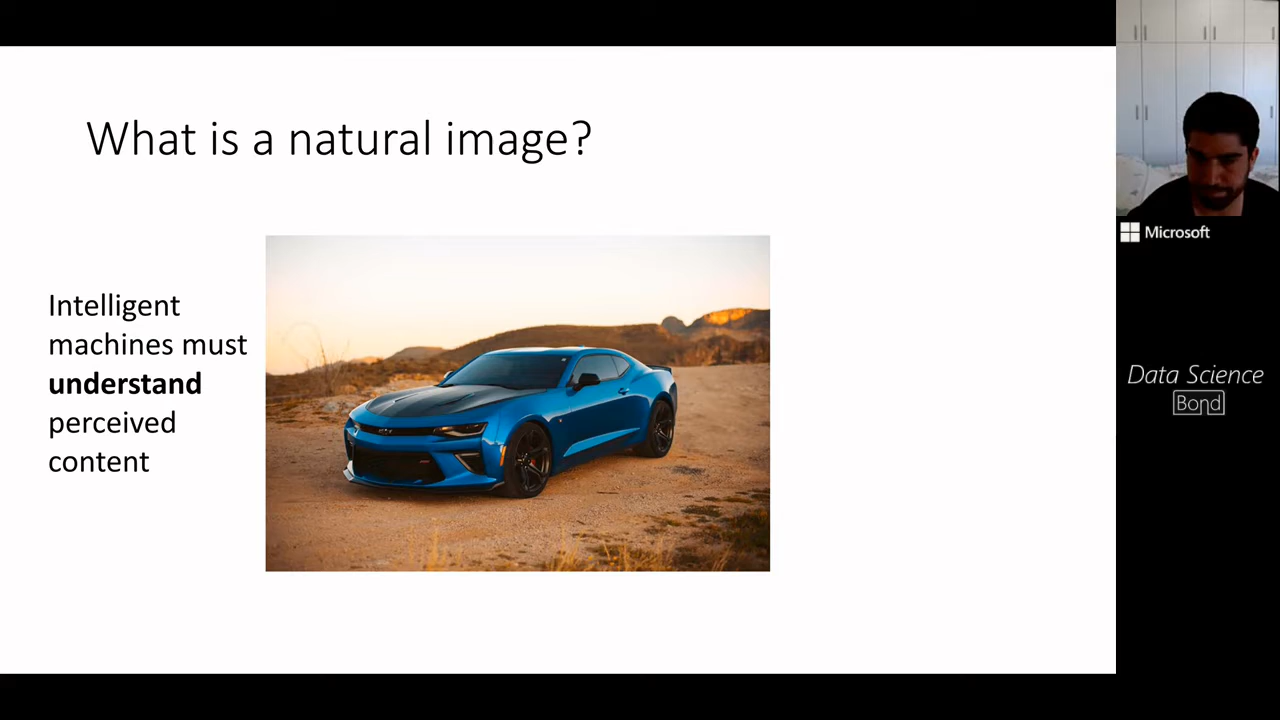 What is a natural image?
Intelligent
machines must
understand
perceived
content
Microsoft
Data Science
Bond